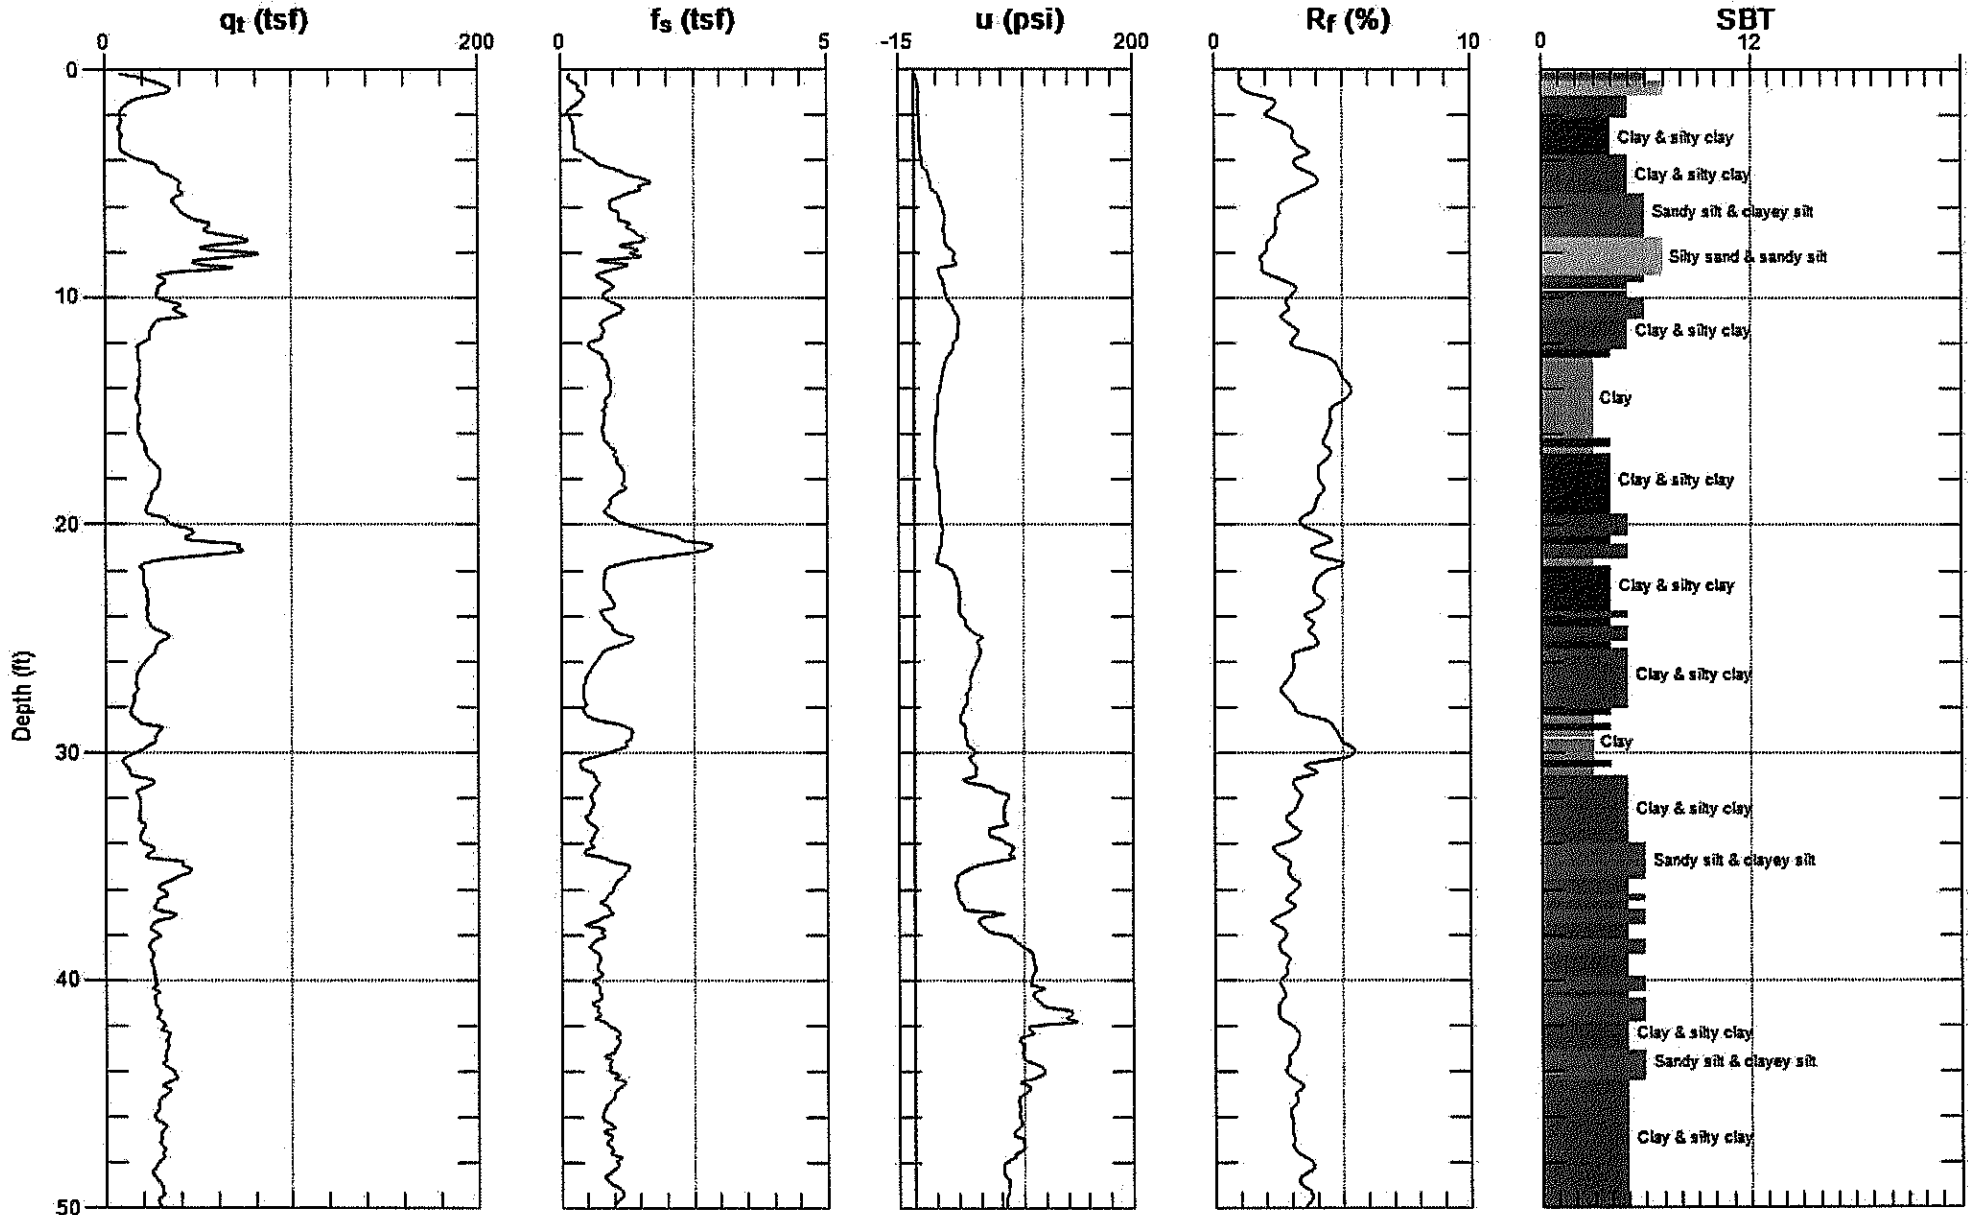 qt (tsf) fs (tsf) u (psi) Rf (%) SBT
0 200 0 5 -15 200 0 10 0 12
0
Clay & silty clay
Clay & silty clay
Sandy silt & clayey silt
Silty sand & sandy silt
10
Clay & silty clay
Clay
Clay & silty clay
20
Clay & silty clay
Clay & silty clay
Depth (ft)
Clay
30
Clay & silty clay
Sandy silt & clayey silt
40
Clay & silty clay
Sandy silt & clayey silt
Clay & silty clay
50